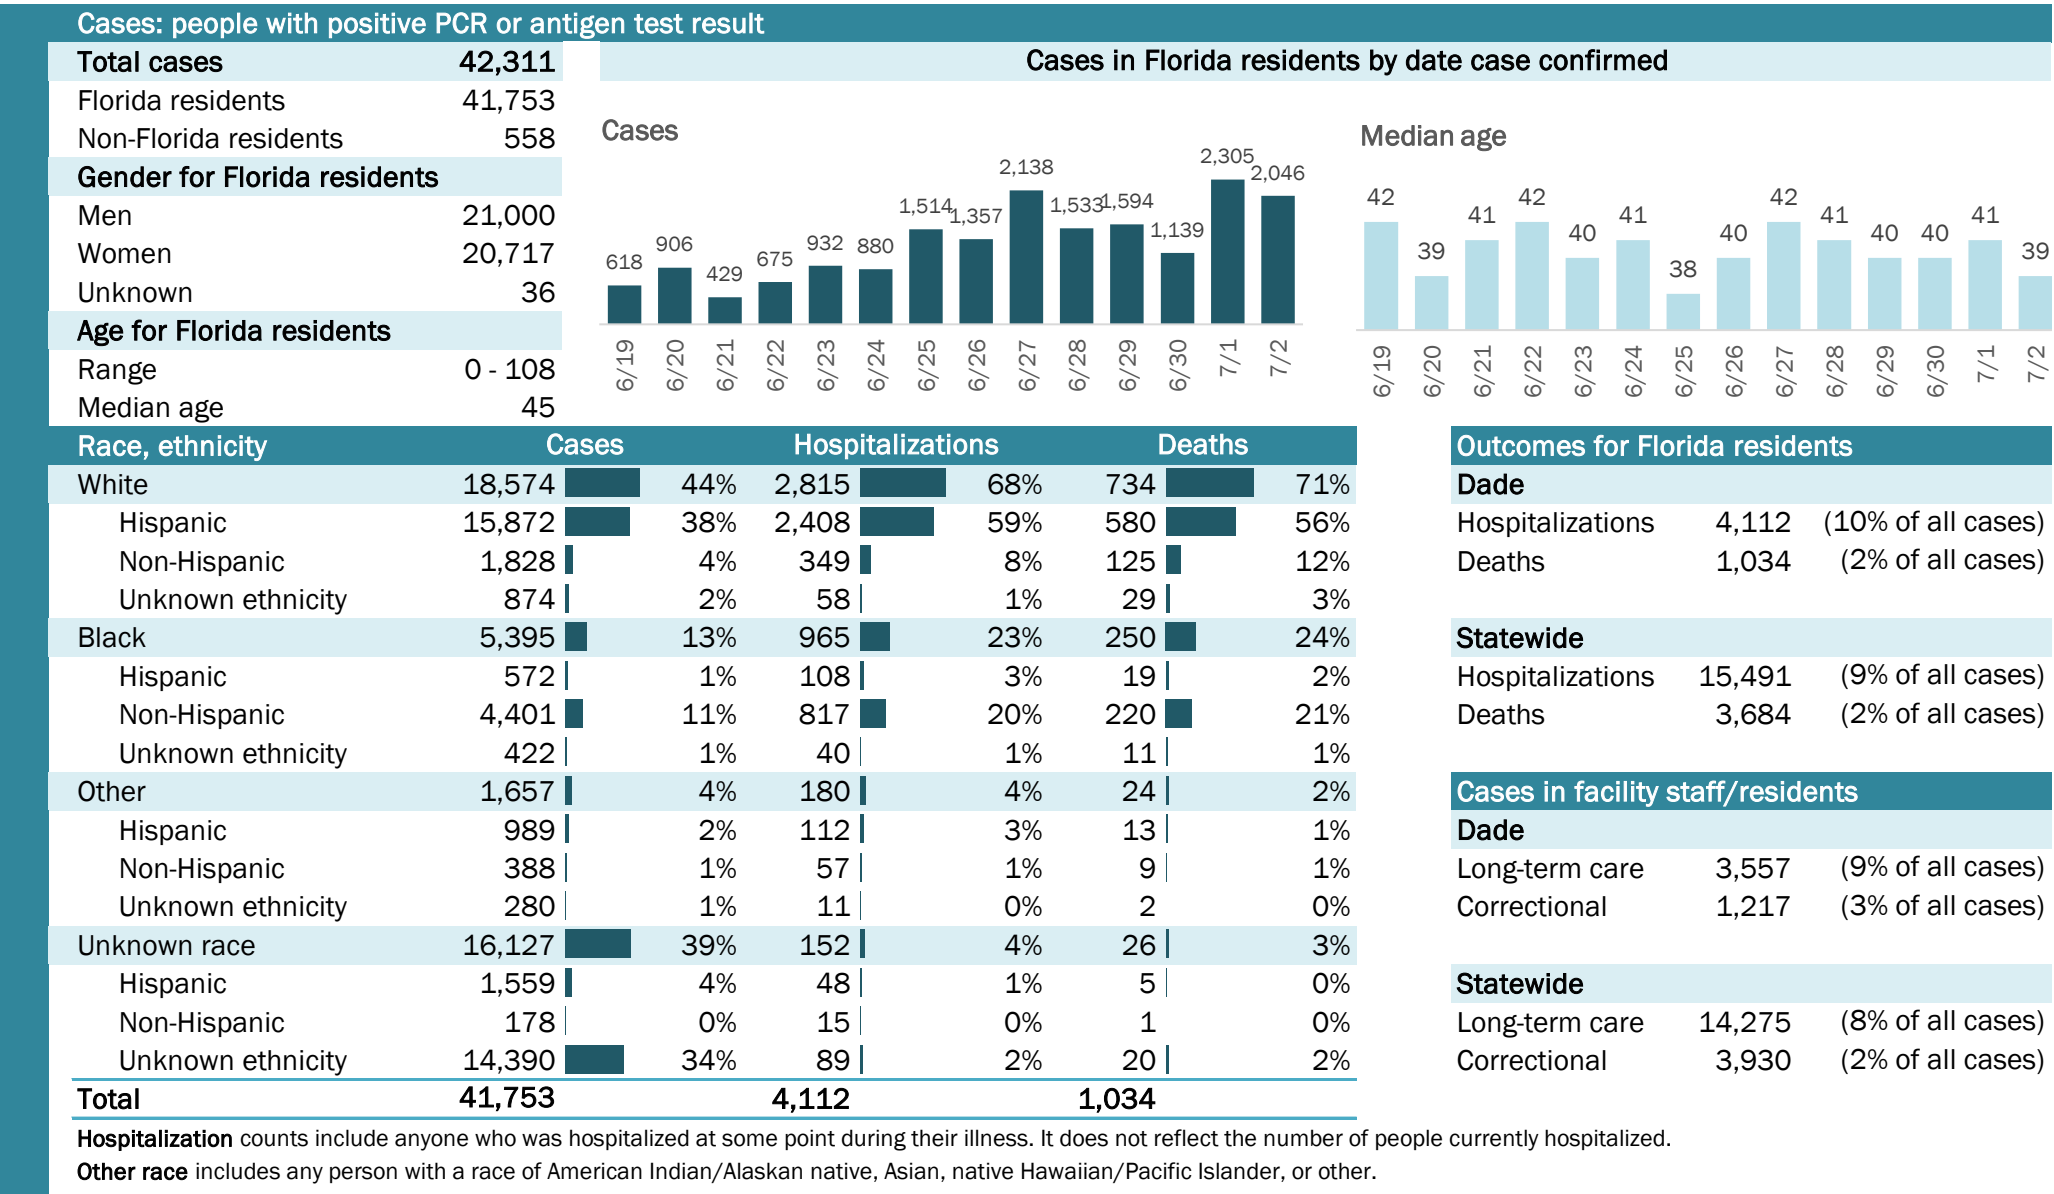 Cases: people with positive PCR or antigen test result
Total cases 42,311
Florida residents 41,753
Non-Florida residents 558
Gender for Florida residents
Men 21,000
Women 20,717
Unknown 36
Age for Florida residents
Range 0 - 108
Median age 45
Cases in Florida residents by date case confirmed
Cases
618 906 429 675 932 880 1,514 1,357 2,138 1,533 1,594 1,139 2,305 2,046
6/19 6/20 6/21 6/22 6/23 6/24 6/25 6/26 6/27 6/28 6/29 6/30 7/1 7/2
Median age
42 39 41 42 40 41 38 40 42 41 40 40 41 39
6/19 6/20 6/21 6/22 6/23 6/24 6/25 6/26 6/27 6/28 6/29 6/30 7/1 7/2
Race, ethnicity Cases Hospitalizations Deaths
White 18,574 44% 2,815 68% 734 71%
Hispanic 15,872 38% 2,408 59% 580 56%
Non-Hispanic 1,828 4% 349 8% 125 12%
Unknown ethnicity 874 2% 58 1% 29 3%
Black 5,395 13% 965 23% 250 24%
Hispanic 572 1% 108 3% 19 2%
Non-Hispanic 4,401 11% 817 20% 220 21%
Unknown ethnicity 422 1% 40 1% 11 1%
Other 1,657 4% 180 4% 24 2%
Hispanic 989 2% 112 3% 13 1%
Non-Hispanic 388 1% 57 1% 9 1%
Unknown ethnicity 280 1% 11 0% 2 0%
Unknown race 16,127 39% 152 4% 26 3%
Hispanic 1,559 4% 48 1% 5 0%
Non-Hispanic 178 0% 15 0% 1 0%
Unknown ethnicity 14,390 34% 89 2% 20 2%
Total 41,753 4,112 1,034
Outcomes for Florida residents
Dade
Hospitalizations 4,112 (10% of all cases)
Deaths 1,034 (2% of all cases)
Statewide
Hospitalizations 15,491 (9% of all cases)
Deaths 3,684 (2% of all cases)
Cases in facility staff/residents
Dade
Long-term care 3,557 (9% of all cases)
Correctional 1,217 (3% of all cases)
Statewide
Long-term care 14,275 (8% of all cases)
Correctional 3,930 (2% of all cases)
Hospitalization counts include anyone who was hospitalized at some point during their illness. It does not reflect the number of people currently hospitalized.
Other race includes any person with a race of American Indian/Alaskan native, Asian, native Hawaiian/Pacific Islander, or other.